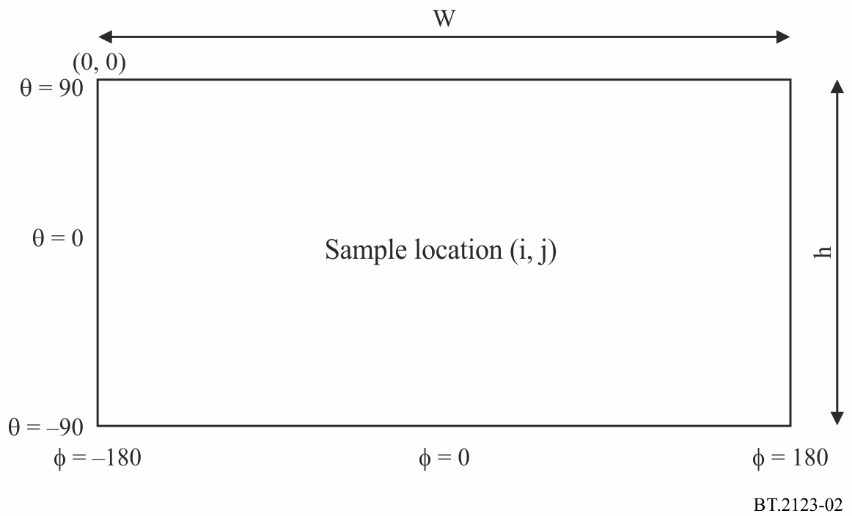 W
(0, 0)
θ = 90
θ = 0
Sample location (i, j)
h
θ = –90
ϕ = –180
ϕ = 0
ϕ = 180
BT.2123-02